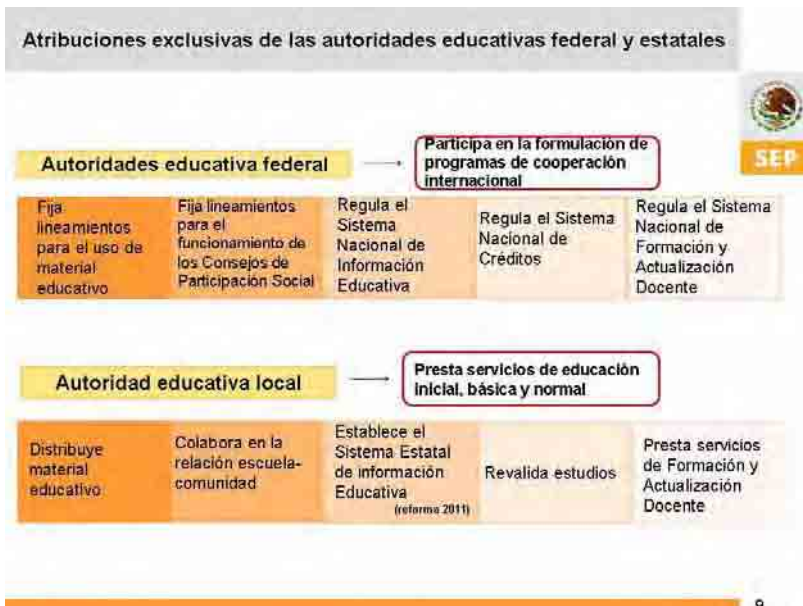 Atribuciones exclusivas de las autoridades educativas federal y estatales
SEP
Autoridades educativa federal
Participa en la formulación de
programas de cooperación
internacional
Fija
lineamientos
para el uso de
material
educativo
Fija lineamientos
para el
funcionamiento de
los Consejos de
Participación Social
Regula el
Sistema
Nacional de
Información
Educativa
Regula el Sistema
Nacional de
Créditos
Regula el Sistema
Nacional de
Formación y
Actualización
Docente
Autoridad educativa local
Presta servicios de educación
inicial, básica y normal
Distribuye
material
educativo
Colabora en la
relación escuela-
comunidad
Establece el
Sistema Estatal
de información
Educativa
(reforma 2011)
Revalida estudios
Presta servicios
de Formación y
Actualización
Docente